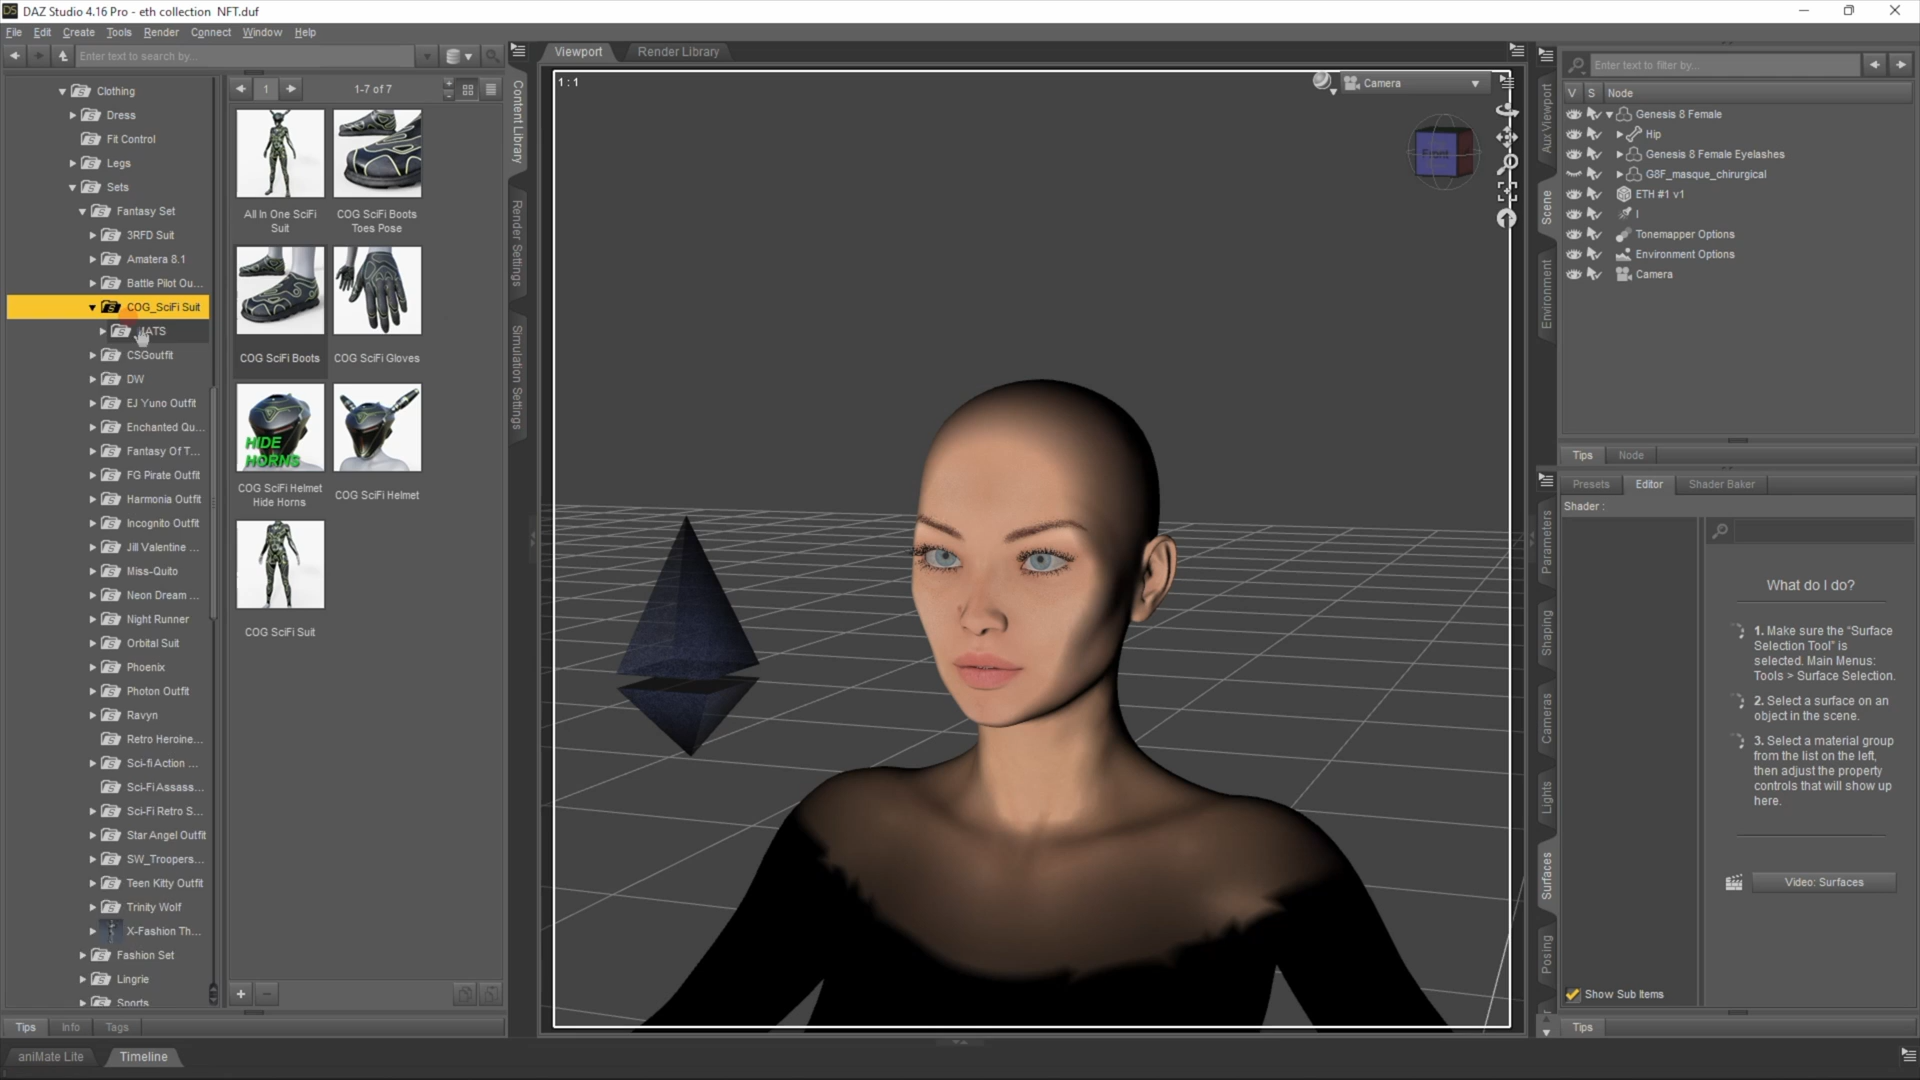 DAZ Studio 4.16 Pro - eth collection NFT.duf
File Edit Create Tools Render Connect Window Help
Enter text to search by...
Clothing
Dress
Fit Control
Legs
Sets
Fantasy Set
3RFD Suit
Amatera 8.1
Battle Pilot Ou...
COG_SciFi Suit
CSGoutfit
DW
EJ Yuno Outfit
Enchanted Qu...
Fantasy Of T...
FG Pirate Outfit
Harmonia Outfit
Incognito Outfit
Jill Valentine ...
Miss-Quito
Neon Dream ...
Night Runner
Orbital Suit
Phoenix
Photon Outfit
Ravyn
Retro Heroine...
Sci-fi Action ...
Sci-Fi Assass...
Sci-Fi Retro S...
Star Angel Outfit
SW_Troopers...
Teen Kitty Outfit
Trinity Wolf
X-Fashion Th...
Fashion Set
Lingrie
Sports
Tips Info Tags
aniMate Lite Timeline
1
1-7 of 7
All In One SciFi
Suit
COG SciFi Boots
Toes Pose
COG SciFi Boots
COG SciFi Gloves
HIDE
HORNS
COG SciFi Helmet
Hide Horns
COG SciFi Helmet
COG SciFi Suit
Content Library
Render Settings
Simulation Settings
Viewport Render Library
1 : 1
Camera
Front
Aux Viewport
Scene
Environment
Enter text to filter by...
V S Node
Genesis 8 Female
Hip
Genesis 8 Female Eyelashes
G8F_masque_chirurgical
ETH #1 v1
l
Tonemapper Options
Environment Options
Camera
Tips Node
Parameters
Shaping
Cameras
Lights
Surfaces
Posing
Presets Editor Shader Baker
Shader :
What do I do?
1. Make sure the "Surface
Selection Tool" is
selected. Main Menus:
Tools > Surface Selection.
2. Select a surface on an
object in the scene.
3. Select a material group
from the list on the left,
then adjust the property
controls that will show up
here.
Video: Surfaces
Show Sub Items
Tips